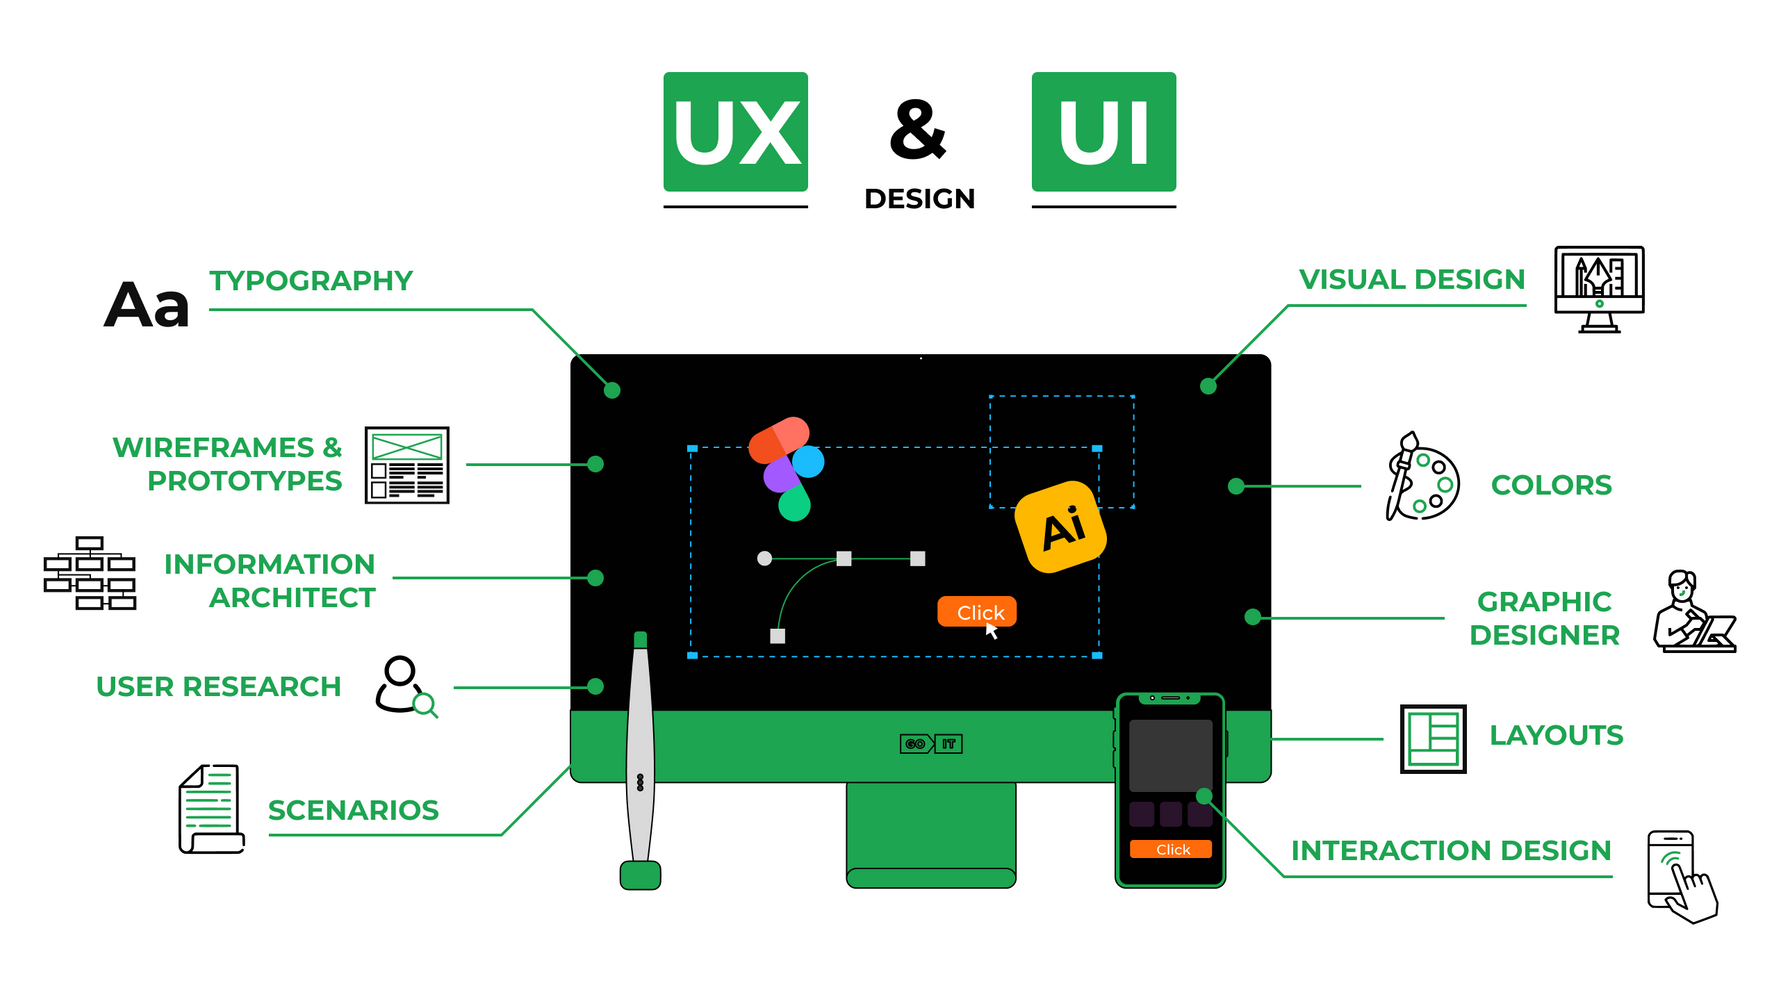 UX & UI
DESIGN
Aa
TYPOGRAPHY
WIREFRAMES &
PROTOTYPES
INFORMATION
ARCHITECT
USER RESEARCH
SCENARIOS
VISUAL DESIGN
COLORS
GRAPHIC
DESIGNER
LAYOUTS
INTERACTION DESIGN
Ai
Click
GO IT
Click